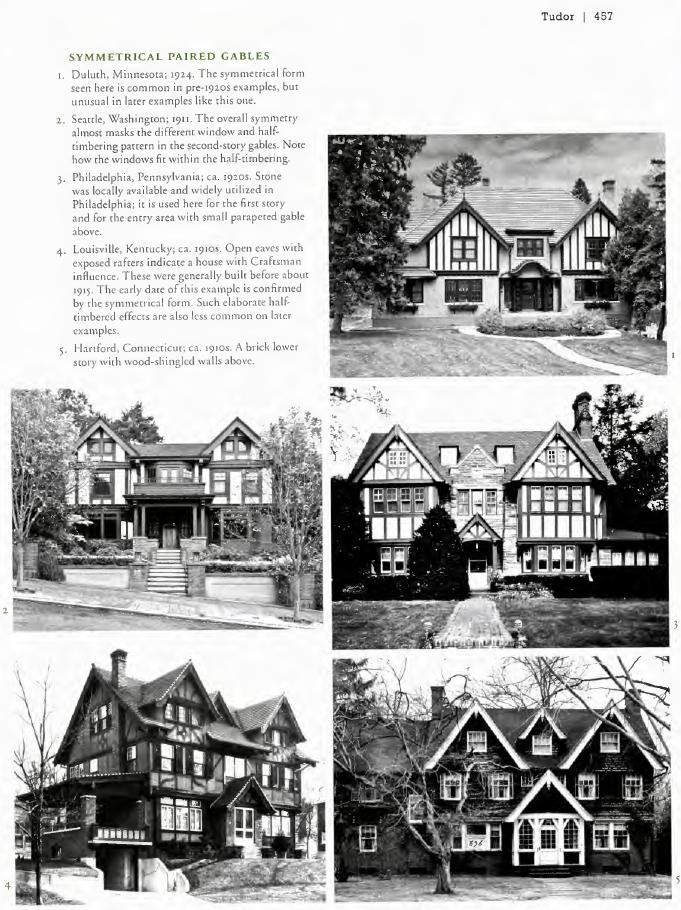 Tudor | 457
SYMMETRICAL PAIRED GABLES
1. Duluth, Minnesota; 1924. The symmetrical form
seen here is common in pre-1920s examples, but
unusual in later examples like this one.
2. Seattle, Washington; 1911. The overall symmetry
almost masks the different window and half-
timbering pattern in the second-story gables. Note
how the windows fit within the half-timbering.
3. Philadelphia, Pennsylvania; ca. 1920s. Stone
was locally available and widely utilized in
Philadelphia; it is used here for the first story
and for the entry area with small parapeted gable
above.
4. Louisville, Kentucky; ca. 1910s. Open eaves with
exposed rafters indicate a house with Craftsman
influence. These were generally built before about
1915. The early date of this example is confirmed
by the symmetrical form. Such elaborate half-
timbered effects are also less common on later
examples.
5. Hartford, Connecticut; ca. 1910s. A brick lower
story with wood-shingled walls above.
1
2
3
4
5
836